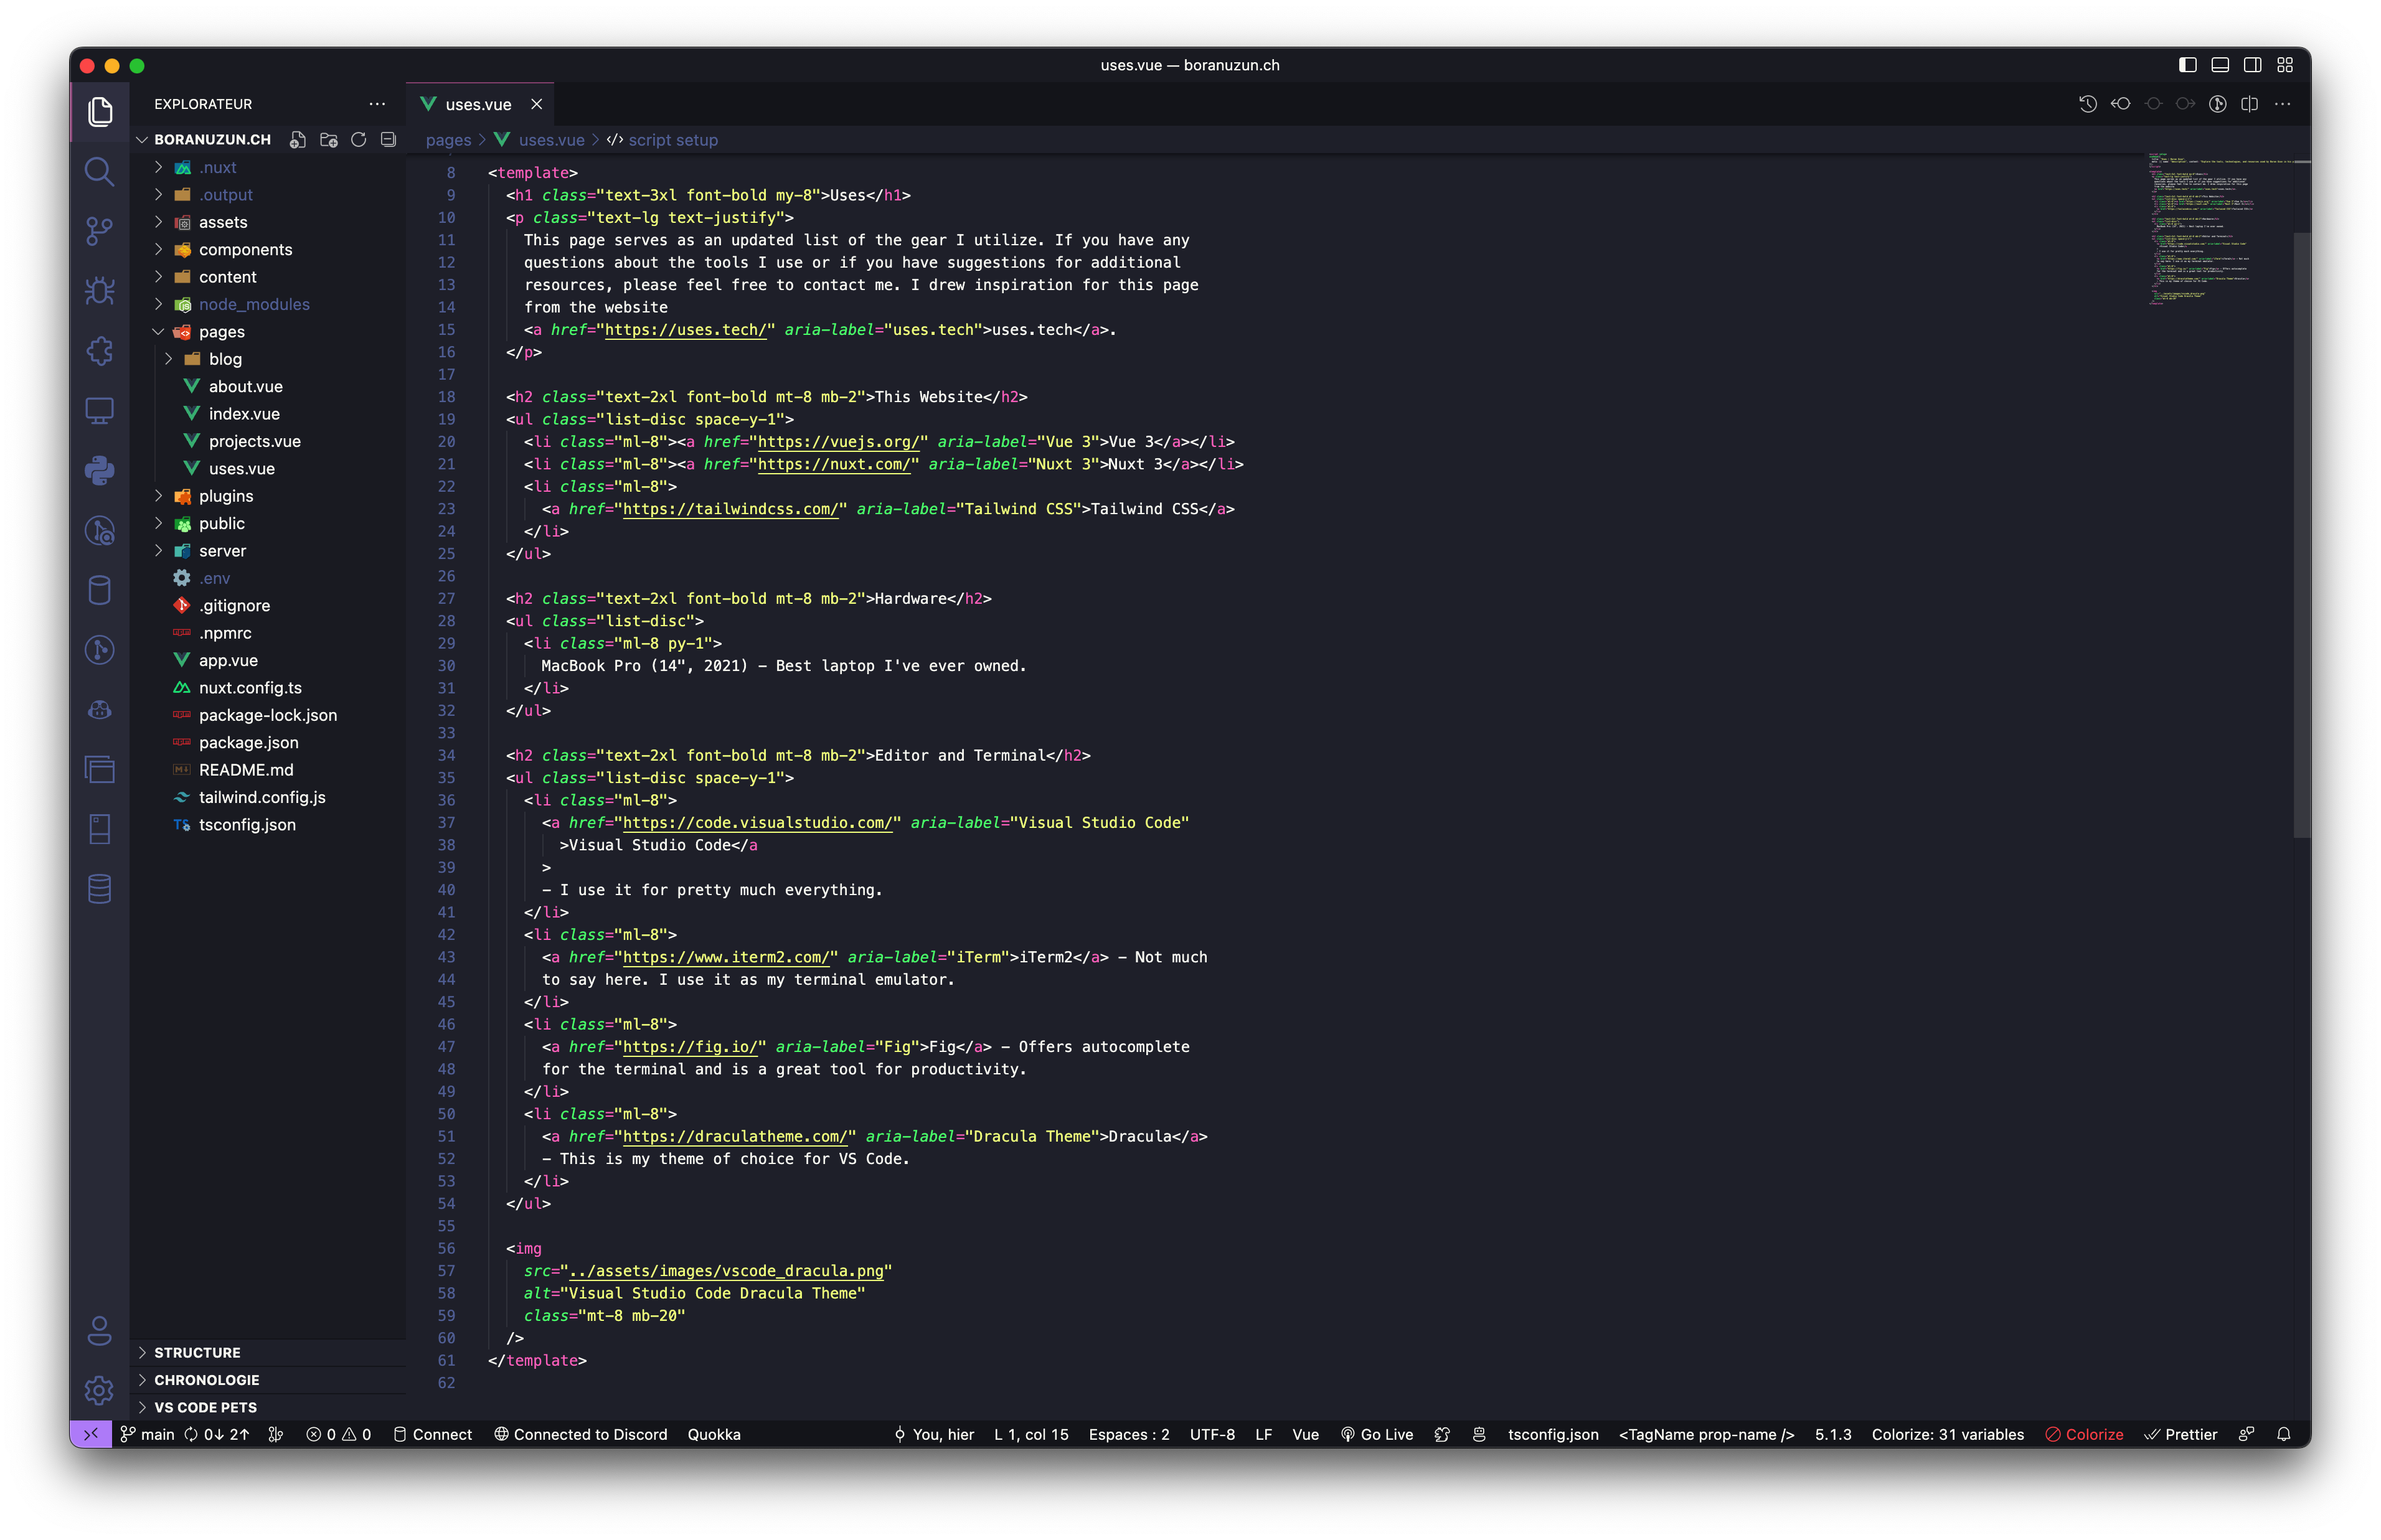 uses.vue — boranuzun.ch
EXPLORATEUR
BORANUZUN.CH
.nuxt
.output
assets
components
content
node_modules
pages
blog
about.vue
index.vue
projects.vue
uses.vue
plugins
public
server
.env
.gitignore
.npmrc
app.vue
nuxt.config.ts
package-lock.json
package.json
README.md
tailwind.config.js
tsconfig.json
STRUCTURE
CHRONOLOGIE
VS CODE PETS
uses.vue
pages > uses.vue > </> script setup
8 <template>
9 <h1 class="text-3xl font-bold my-8">Uses</h1>
10 <p class="text-lg text-justify">
11 This page serves as an updated list of the gear I utilize. If you have any
12 questions about the tools I use or if you have suggestions for additional
13 resources, please feel free to contact me. I drew inspiration for this page
14 from the website
15 <a href="https://uses.tech/" aria-label="uses.tech">uses.tech</a>.
16 </p>
17
18 <h2 class="text-2xl font-bold mt-8 mb-2">This Website</h2>
19 <ul class="list-disc space-y-1">
20 <li class="ml-8"><a href="https://vuejs.org/" aria-label="Vue 3">Vue 3</a></li>
21 <li class="ml-8"><a href="https://nuxt.com/" aria-label="Nuxt 3">Nuxt 3</a></li>
22 <li class="ml-8">
23 <a href="https://tailwindcss.com/" aria-label="Tailwind CSS">Tailwind CSS</a>
24 </li>
25 </ul>
26
27 <h2 class="text-2xl font-bold mt-8 mb-2">Hardware</h2>
28 <ul class="list-disc">
29 <li class="ml-8 py-1">
30 MacBook Pro (14", 2021) - Best laptop I've ever owned.
31 </li>
32 </ul>
33
34 <h2 class="text-2xl font-bold mt-8 mb-2">Editor and Terminal</h2>
35 <ul class="list-disc space-y-1">
36 <li class="ml-8">
37 <a href="https://code.visualstudio.com/" aria-label="Visual Studio Code"
38 >Visual Studio Code</a
39 >
40 - I use it for pretty much everything.
41 </li>
42 <li class="ml-8">
43 <a href="https://www.iterm2.com/" aria-label="iTerm">iTerm2</a> - Not much
44 to say here. I use it as my terminal emulator.
45 </li>
46 <li class="ml-8">
47 <a href="https://fig.io/" aria-label="Fig">Fig</a> - Offers autocomplete
48 for the terminal and is a great tool for productivity.
49 </li>
50 <li class="ml-8">
51 <a href="https://draculatheme.com/" aria-label="Dracula Theme">Dracula</a>
52 - This is my theme of choice for VS Code.
53 </li>
54 </ul>
55
56 <img
57 src="../assets/images/vscode_dracula.png"
58 alt="Visual Studio Code Dracula Theme"
59 class="mt-8 mb-20"
60 />
61 </template>
62
main 0↓ 2↑ 0 0 Connect Connected to Discord Quokka You, hier L 1, col 15 Espaces : 2 UTF-8 LF Vue Go Live tsconfig.json <TagName prop-name /> 5.1.3 Colorize: 31 variables Colorize Prettier